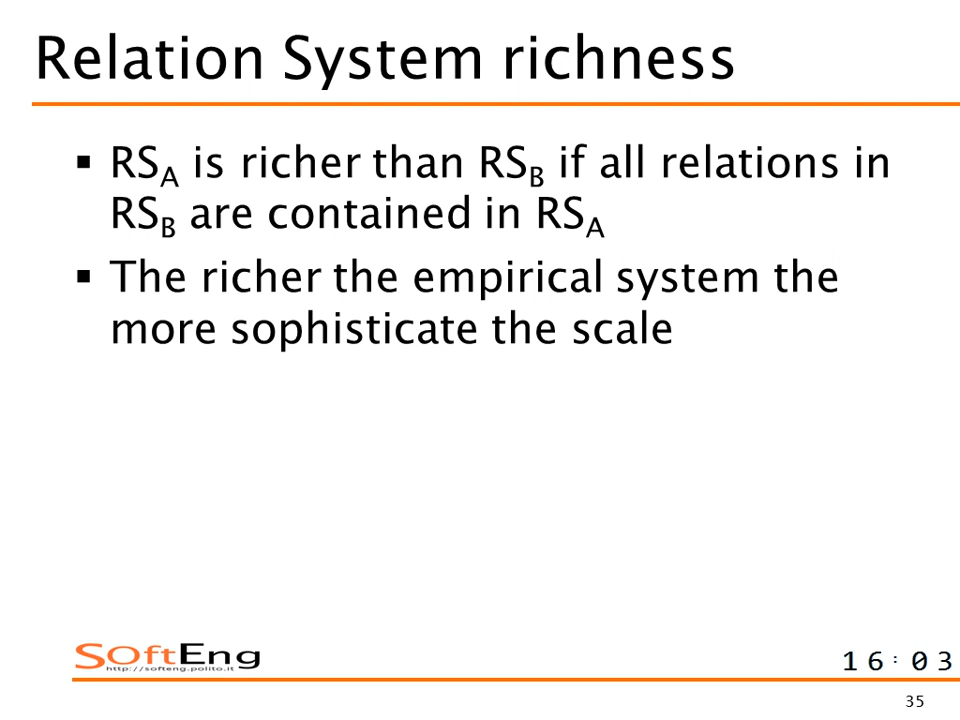 Relation System richness
▪ RSA is richer than RSB if all relations in
RSB are contained in RSA
▪ The richer the empirical system the
more sophisticate the scale
SoftEng
http://softeng.polito.it
16:03
35